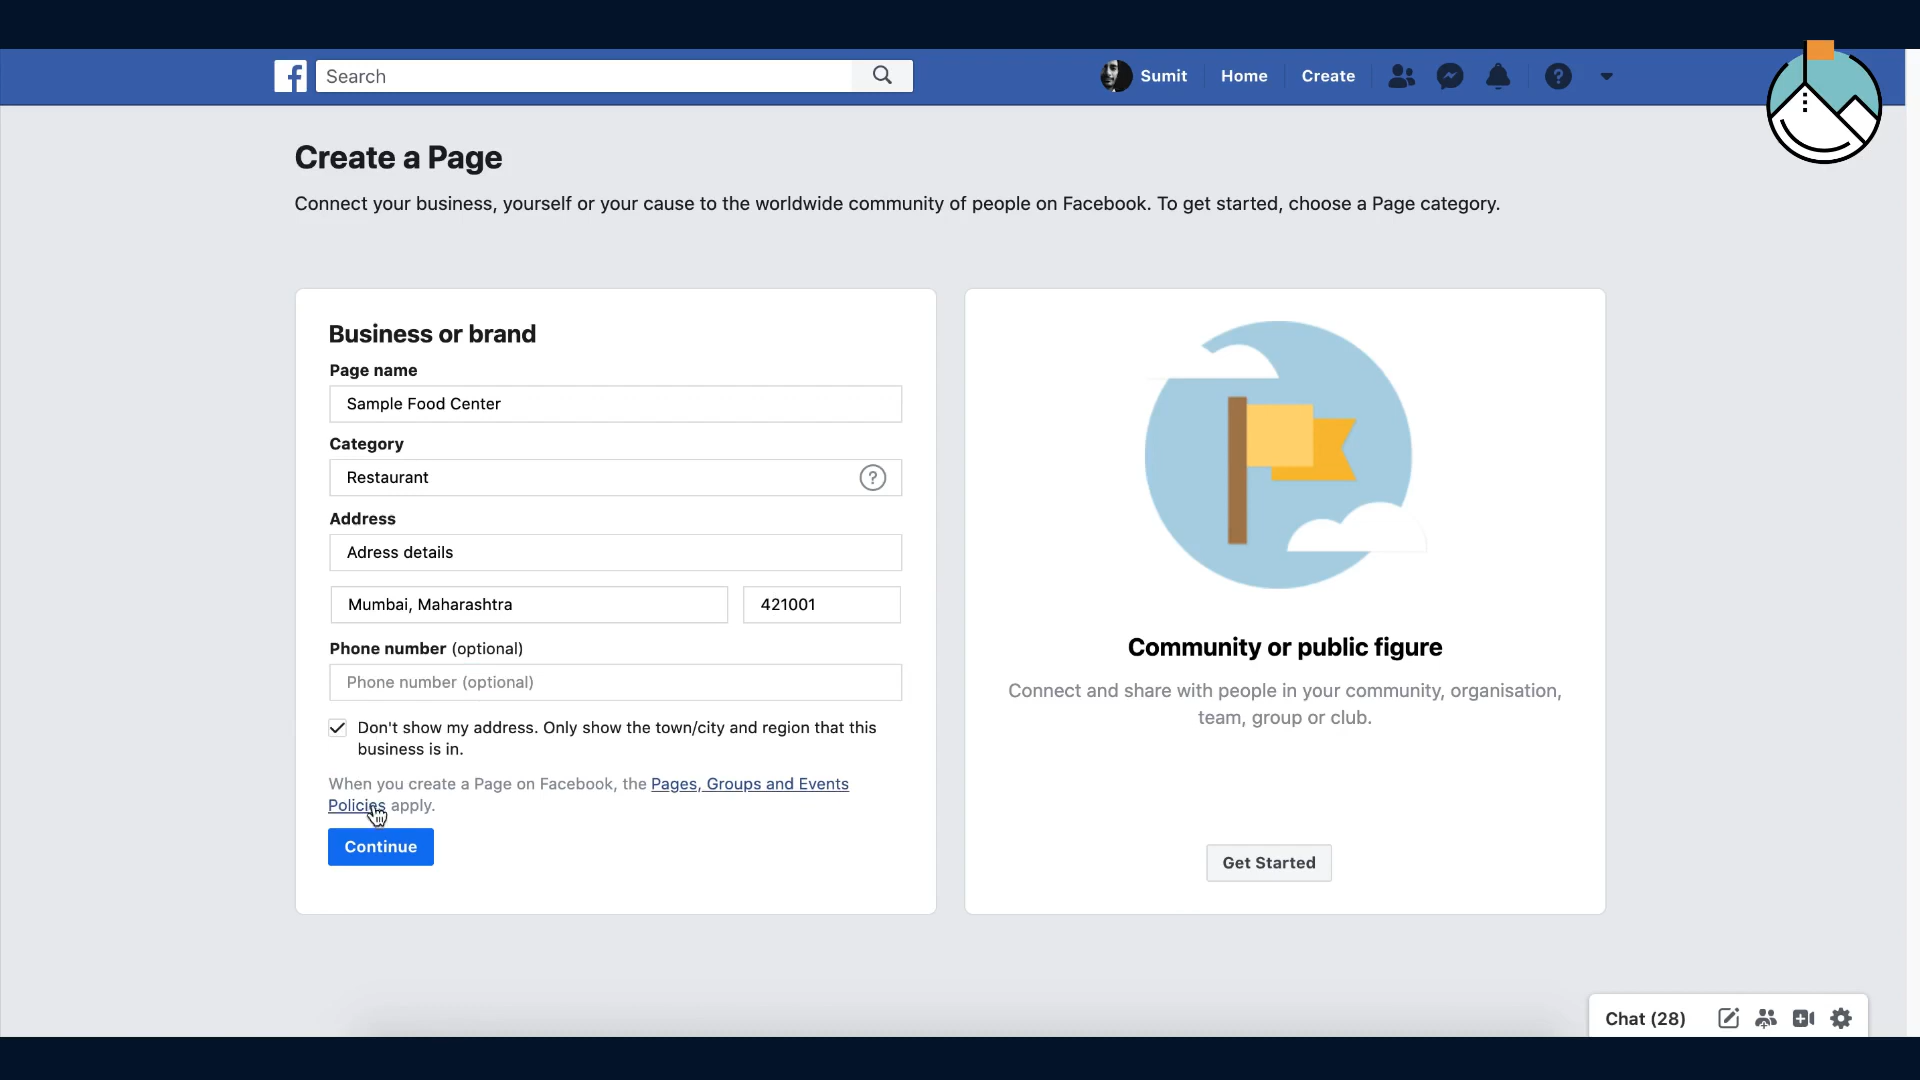 Search
Sumit
Home
Create
Create a Page
Connect your business, yourself or your cause to the worldwide community of people on Facebook. To get started, choose a Page category.
Business or brand
Page name
Sample Food Center
Category
Restaurant
Address
Adress details
Mumbai, Maharashtra
421001
Phone number (optional)
Phone number (optional)
Don't show my address. Only show the town/city and region that this
business is in.
When you create a Page on Facebook, the Pages, Groups and Events
Policies apply.
Continue
Community or public figure
Connect and share with people in your community, organisation,
team, group or club.
Get Started
Chat (28)